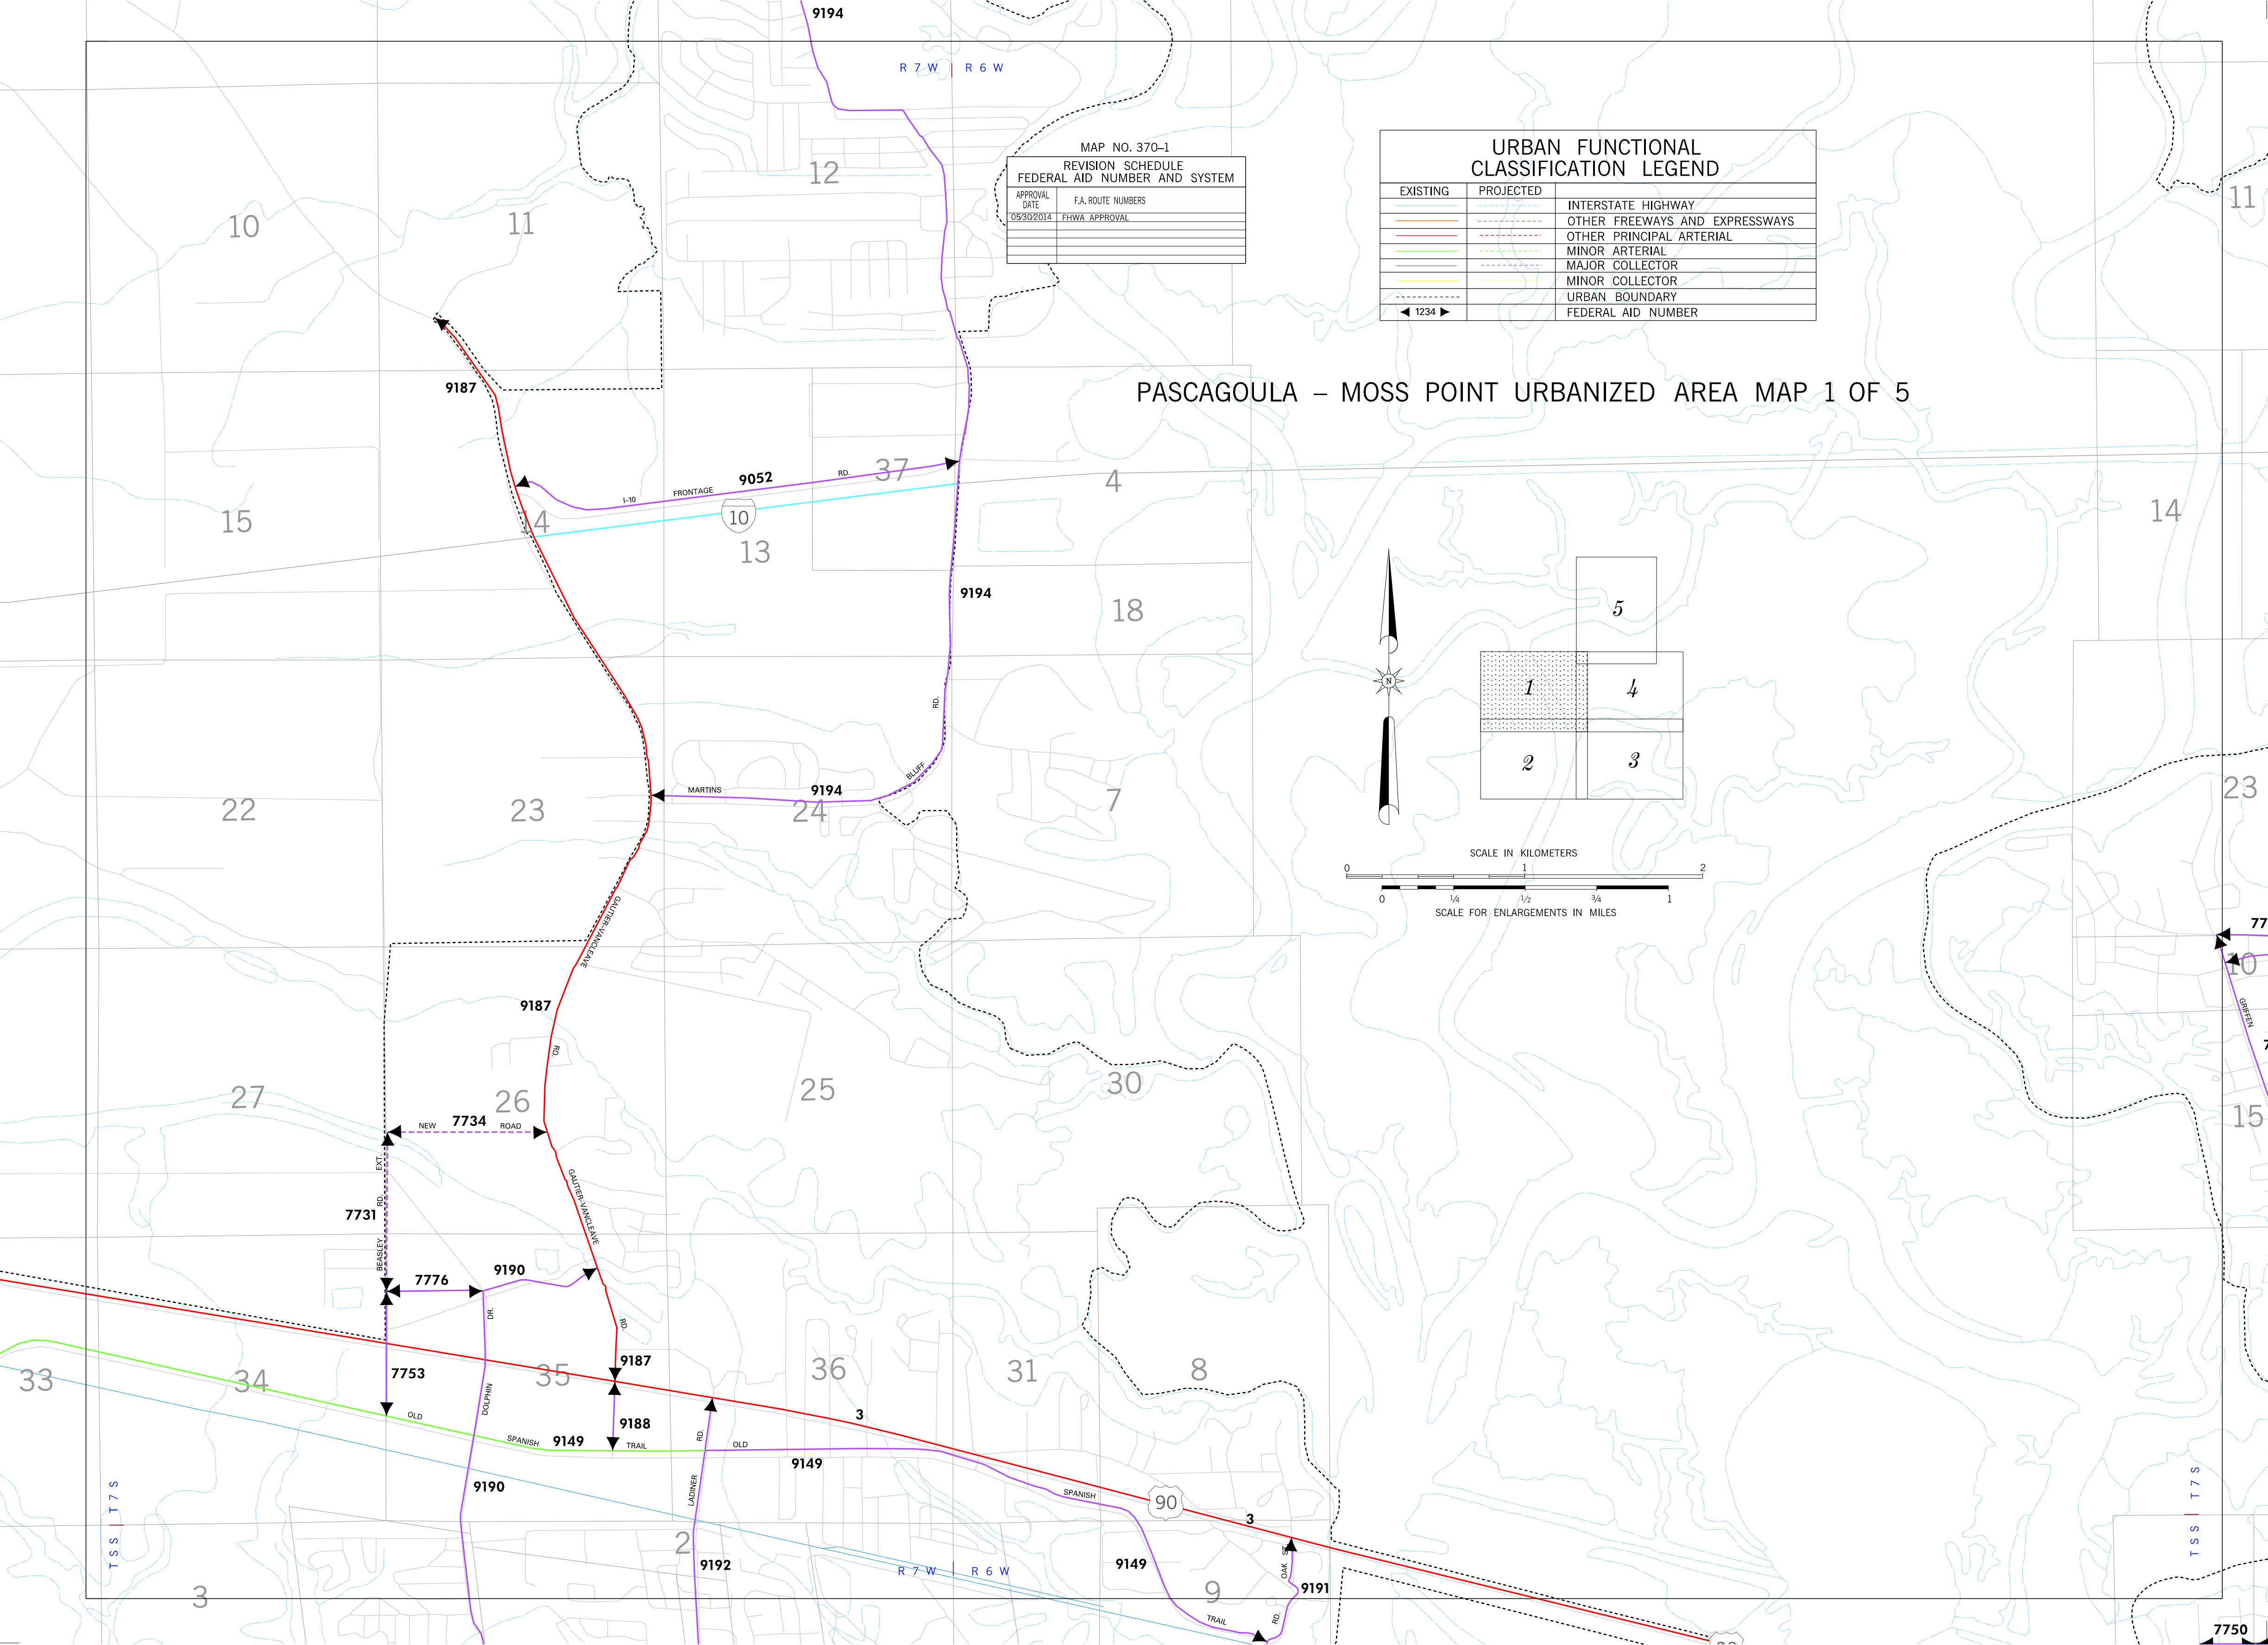 9194
R 7 W | R 6 W
MAP NO. 370–1
REVISION SCHEDULE
FEDERAL AID NUMBER AND SYSTEM
APPROVAL DATE F.A. ROUTE NUMBERS
05302014 FHWA APPROVAL
URBAN FUNCTIONAL
CLASSIFICATION LEGEND
EXISTING PROJECTED
INTERSTATE HIGHWAY
OTHER FREEWAYS AND EXPRESSWAYS
OTHER PRINCIPAL ARTERIAL
MINOR ARTERIAL
MAJOR COLLECTOR
MINOR COLLECTOR
URBAN BOUNDARY
1234 FEDERAL AID NUMBER
12
11
10
11
PASCAGOULA – MOSS POINT URBANIZED AREA MAP 1 OF 5
9187
I-10 FRONTAGE 9052 RD.
37
4
10
15
14
13
14
9194
18
5
1
4
2
3
N
RD.
BLUFF
MARTINS 9194
22
23
24
7
23
SCALE IN KILOMETERS
0 1 2
0 1/4 1/2 3/4 1
SCALE FOR ENLARGEMENTS IN MILES
GAUTIER-VANCLEAVE
9187
RD.
77
10
GRIFFEN
7
27
26
25
30
15
NEW 7734 ROAD
BEASLEY RD. EXT.
7731
GAUTIER-VANCLEAVE
RD.
7776
9190
DR.
DOLPHIN
7753
9187
33
34
35
36
31
8
9188
OLD SPANISH 9149 TRAIL
3
RD.
LADINER
OLD
9149
SPANISH
9190
90
3
T S S | T 7 S
T S S | T 7 S
2
9192
R 7 W | R 6 W
9149
OAK ST.
9191
9
TRAIL
RD.
3
7750